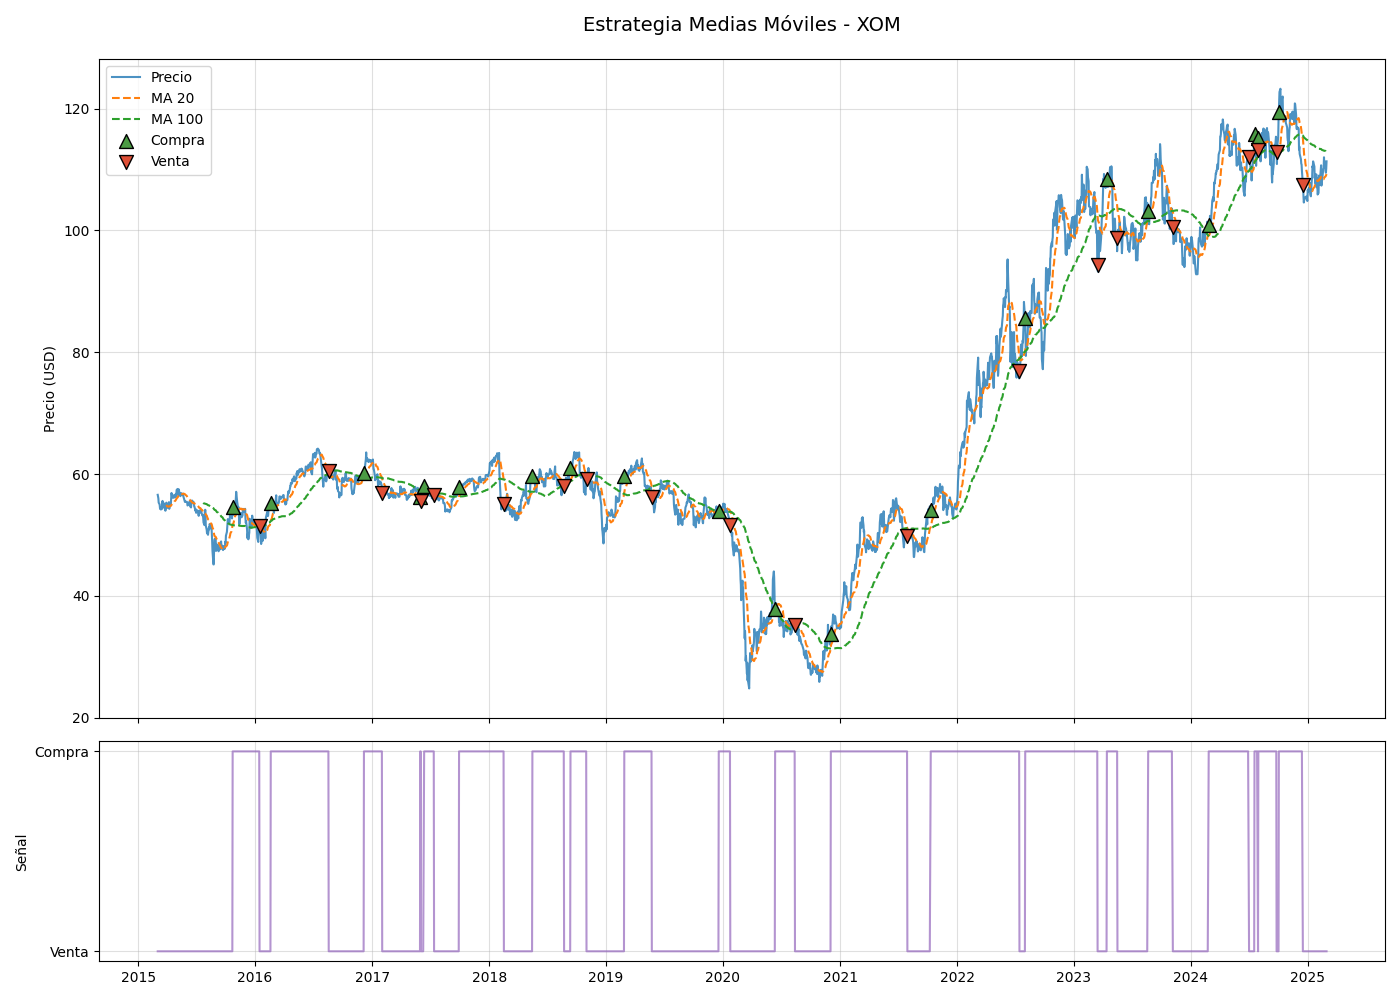 Estrategia Medias Móviles - XOM
Precio
MA 20
MA 100
Compra
Venta
Precio (USD)
120
100
80
60
40
20
Señal
Compra
Venta
2015 2016 2017 2018 2019 2020 2021 2022 2023 2024 2025